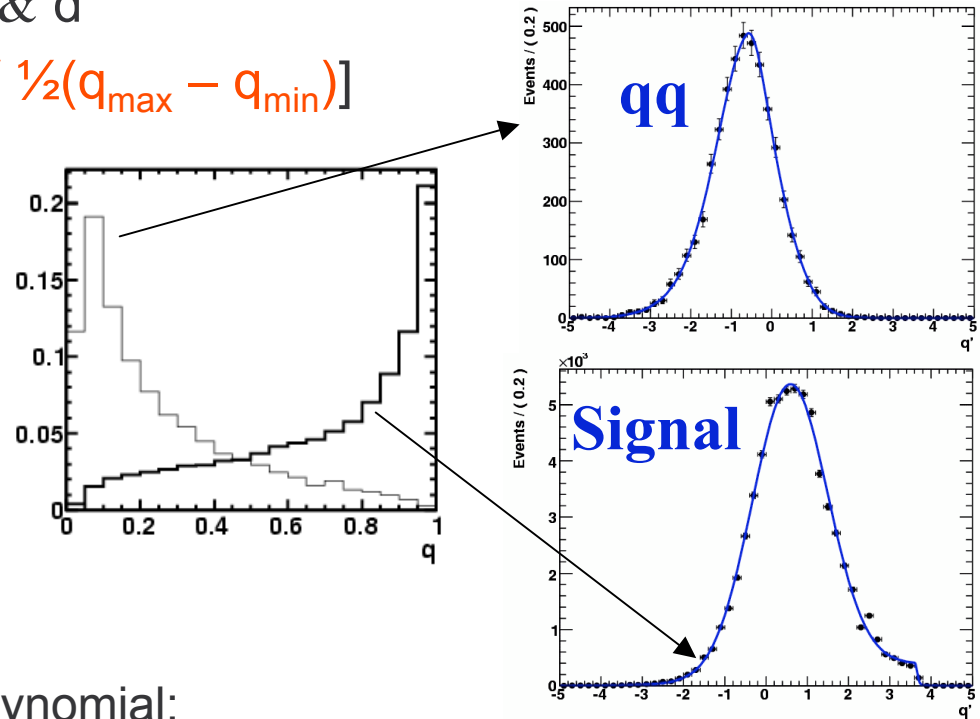 & d
½(q_max – q_min)]
0.2
0.15
0.1
0.05
0
0 0.2 0.4 0.6 0.8 1
q
Events / ( 0.2 )
500
400
300
200
100
0
qq
-5 -4 -3 -2 -1 0 1 2 3 4 5
q'
×10³
Events / ( 0.2 )
5
4
3
2
1
0
Signal
-4 -2 0 2 4
-5 -3 -1 1 3 5
q'
ynomial: